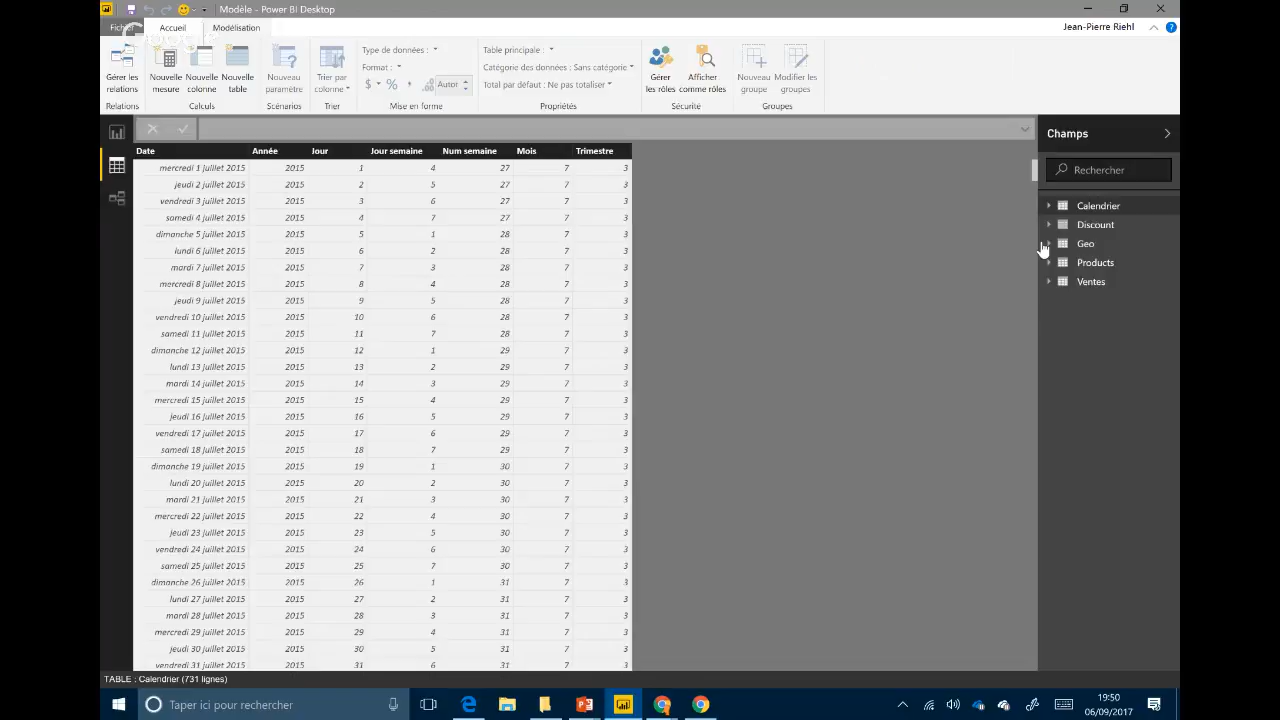 Modèle - Power BI Desktop
Fichier Accueil Modélisation Jean-Pierre Riehl
Gérer les relations
Relations
Nouvelle mesure Nouvelle colonne Nouvelle table
Calculs
Nouveau paramètre
Scénarios
Trier par colonne
Trier
Type de données :
Format :
$ % , .00 Autor
Mise en forme
Table principale :
Catégorie des données : Sans catégorie
Total par défaut : Ne pas totaliser
Propriétés
Gérer les rôles Afficher comme rôles
Sécurité
Nouveau groupe Modifier les groupes
Groupes
Date Année Jour Jour semaine Num semaine Mois Trimestre
mercredi 1 juillet 2015 2015 1 4 27 7 3
jeudi 2 juillet 2015 2015 2 5 27 7 3
vendredi 3 juillet 2015 2015 3 6 27 7 3
samedi 4 juillet 2015 2015 4 7 27 7 3
dimanche 5 juillet 2015 2015 5 1 28 7 3
lundi 6 juillet 2015 2015 6 2 28 7 3
mardi 7 juillet 2015 2015 7 3 28 7 3
mercredi 8 juillet 2015 2015 8 4 28 7 3
jeudi 9 juillet 2015 2015 9 5 28 7 3
vendredi 10 juillet 2015 2015 10 6 28 7 3
samedi 11 juillet 2015 2015 11 7 28 7 3
dimanche 12 juillet 2015 2015 12 1 29 7 3
lundi 13 juillet 2015 2015 13 2 29 7 3
mardi 14 juillet 2015 2015 14 3 29 7 3
mercredi 15 juillet 2015 2015 15 4 29 7 3
jeudi 16 juillet 2015 2015 16 5 29 7 3
vendredi 17 juillet 2015 2015 17 6 29 7 3
samedi 18 juillet 2015 2015 18 7 29 7 3
dimanche 19 juillet 2015 2015 19 1 30 7 3
lundi 20 juillet 2015 2015 20 2 30 7 3
mardi 21 juillet 2015 2015 21 3 30 7 3
mercredi 22 juillet 2015 2015 22 4 30 7 3
jeudi 23 juillet 2015 2015 23 5 30 7 3
vendredi 24 juillet 2015 2015 24 6 30 7 3
samedi 25 juillet 2015 2015 25 7 30 7 3
dimanche 26 juillet 2015 2015 26 1 31 7 3
lundi 27 juillet 2015 2015 27 2 31 7 3
mardi 28 juillet 2015 2015 28 3 31 7 3
mercredi 29 juillet 2015 2015 29 4 31 7 3
jeudi 30 juillet 2015 2015 30 5 31 7 3
vendredi 31 juillet 2015 2015 31 6 31 7 3
Champs
Rechercher
Calendrier
Discount
Geo
Products
Ventes
TABLE : Calendrier (731 lignes)
Taper ici pour rechercher
19:50
06/09/2017